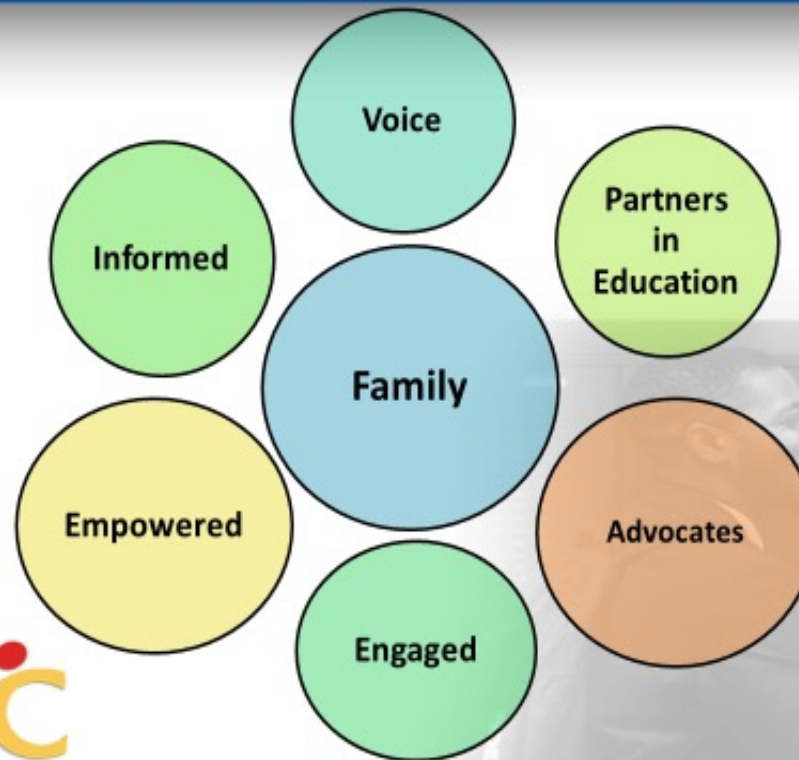 Voice
Partners
in
Education
Informed
Family
Empowered
Advocates
Engaged
C